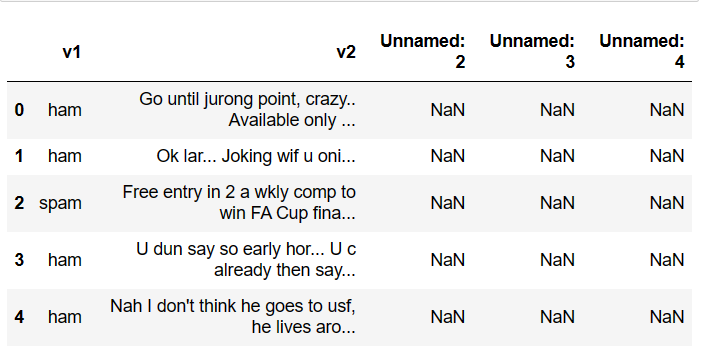 v1 v2 Unnamed: 2 Unnamed: 3 Unnamed: 4
0 ham Go until jurong point, crazy.. Available only ... NaN NaN NaN
1 ham Ok lar... Joking wif u oni... NaN NaN NaN
2 spam Free entry in 2 a wkly comp to win FA Cup fina... NaN NaN NaN
3 ham U dun say so early hor... U c already then say... NaN NaN NaN
4 ham Nah I don't think he goes to usf, he lives aro... NaN NaN NaN